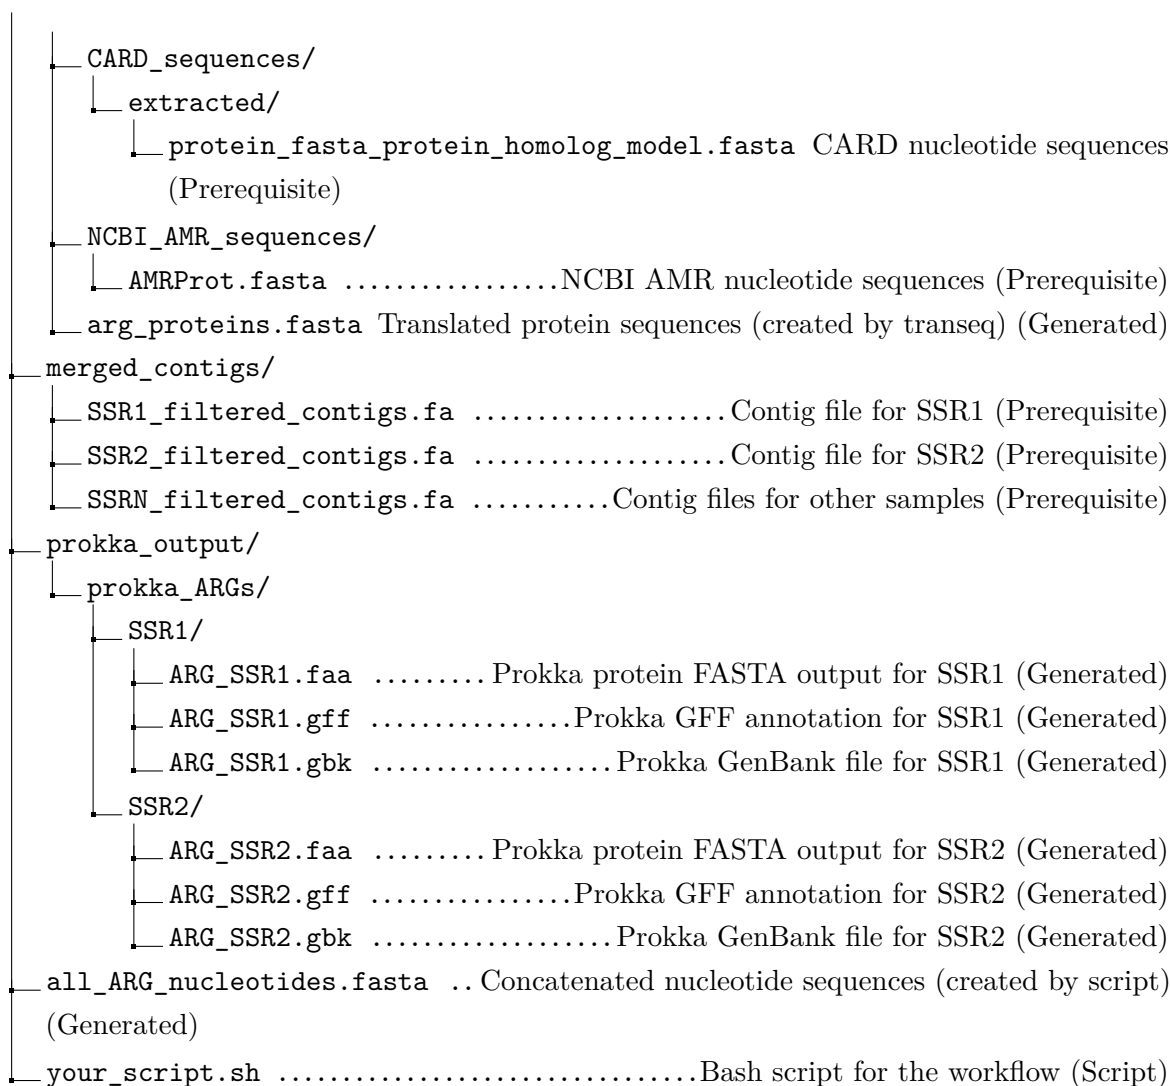 CARD_sequences/
extracted/
protein_fasta_protein_homolog_model.fasta CARD nucleotide sequences
(Prerequisite)
NCBI_AMR_sequences/
AMRProt.fasta .................NCBI AMR nucleotide sequences (Prerequisite)
arg_proteins.fasta Translated protein sequences (created by transeq) (Generated)
merged_contigs/
SSR1_filtered_contigs.fa ....................Contig file for SSR1 (Prerequisite)
SSR2_filtered_contigs.fa ....................Contig file for SSR2 (Prerequisite)
SSRN_filtered_contigs.fa ...........Contig files for other samples (Prerequisite)
prokka_output/
prokka_ARGs/
SSR1/
ARG_SSR1.faa .........Prokka protein FASTA output for SSR1 (Generated)
ARG_SSR1.gff ................Prokka GFF annotation for SSR1 (Generated)
ARG_SSR1.gbk ...................Prokka GenBank file for SSR1 (Generated)
SSR2/
ARG_SSR2.faa .........Prokka protein FASTA output for SSR2 (Generated)
ARG_SSR2.gff ................Prokka GFF annotation for SSR2 (Generated)
ARG_SSR2.gbk ...................Prokka GenBank file for SSR2 (Generated)
all_ARG_nucleotides.fasta ..Concatenated nucleotide sequences (created by script)
(Generated)
your_script.sh .................................Bash script for the workflow (Script)